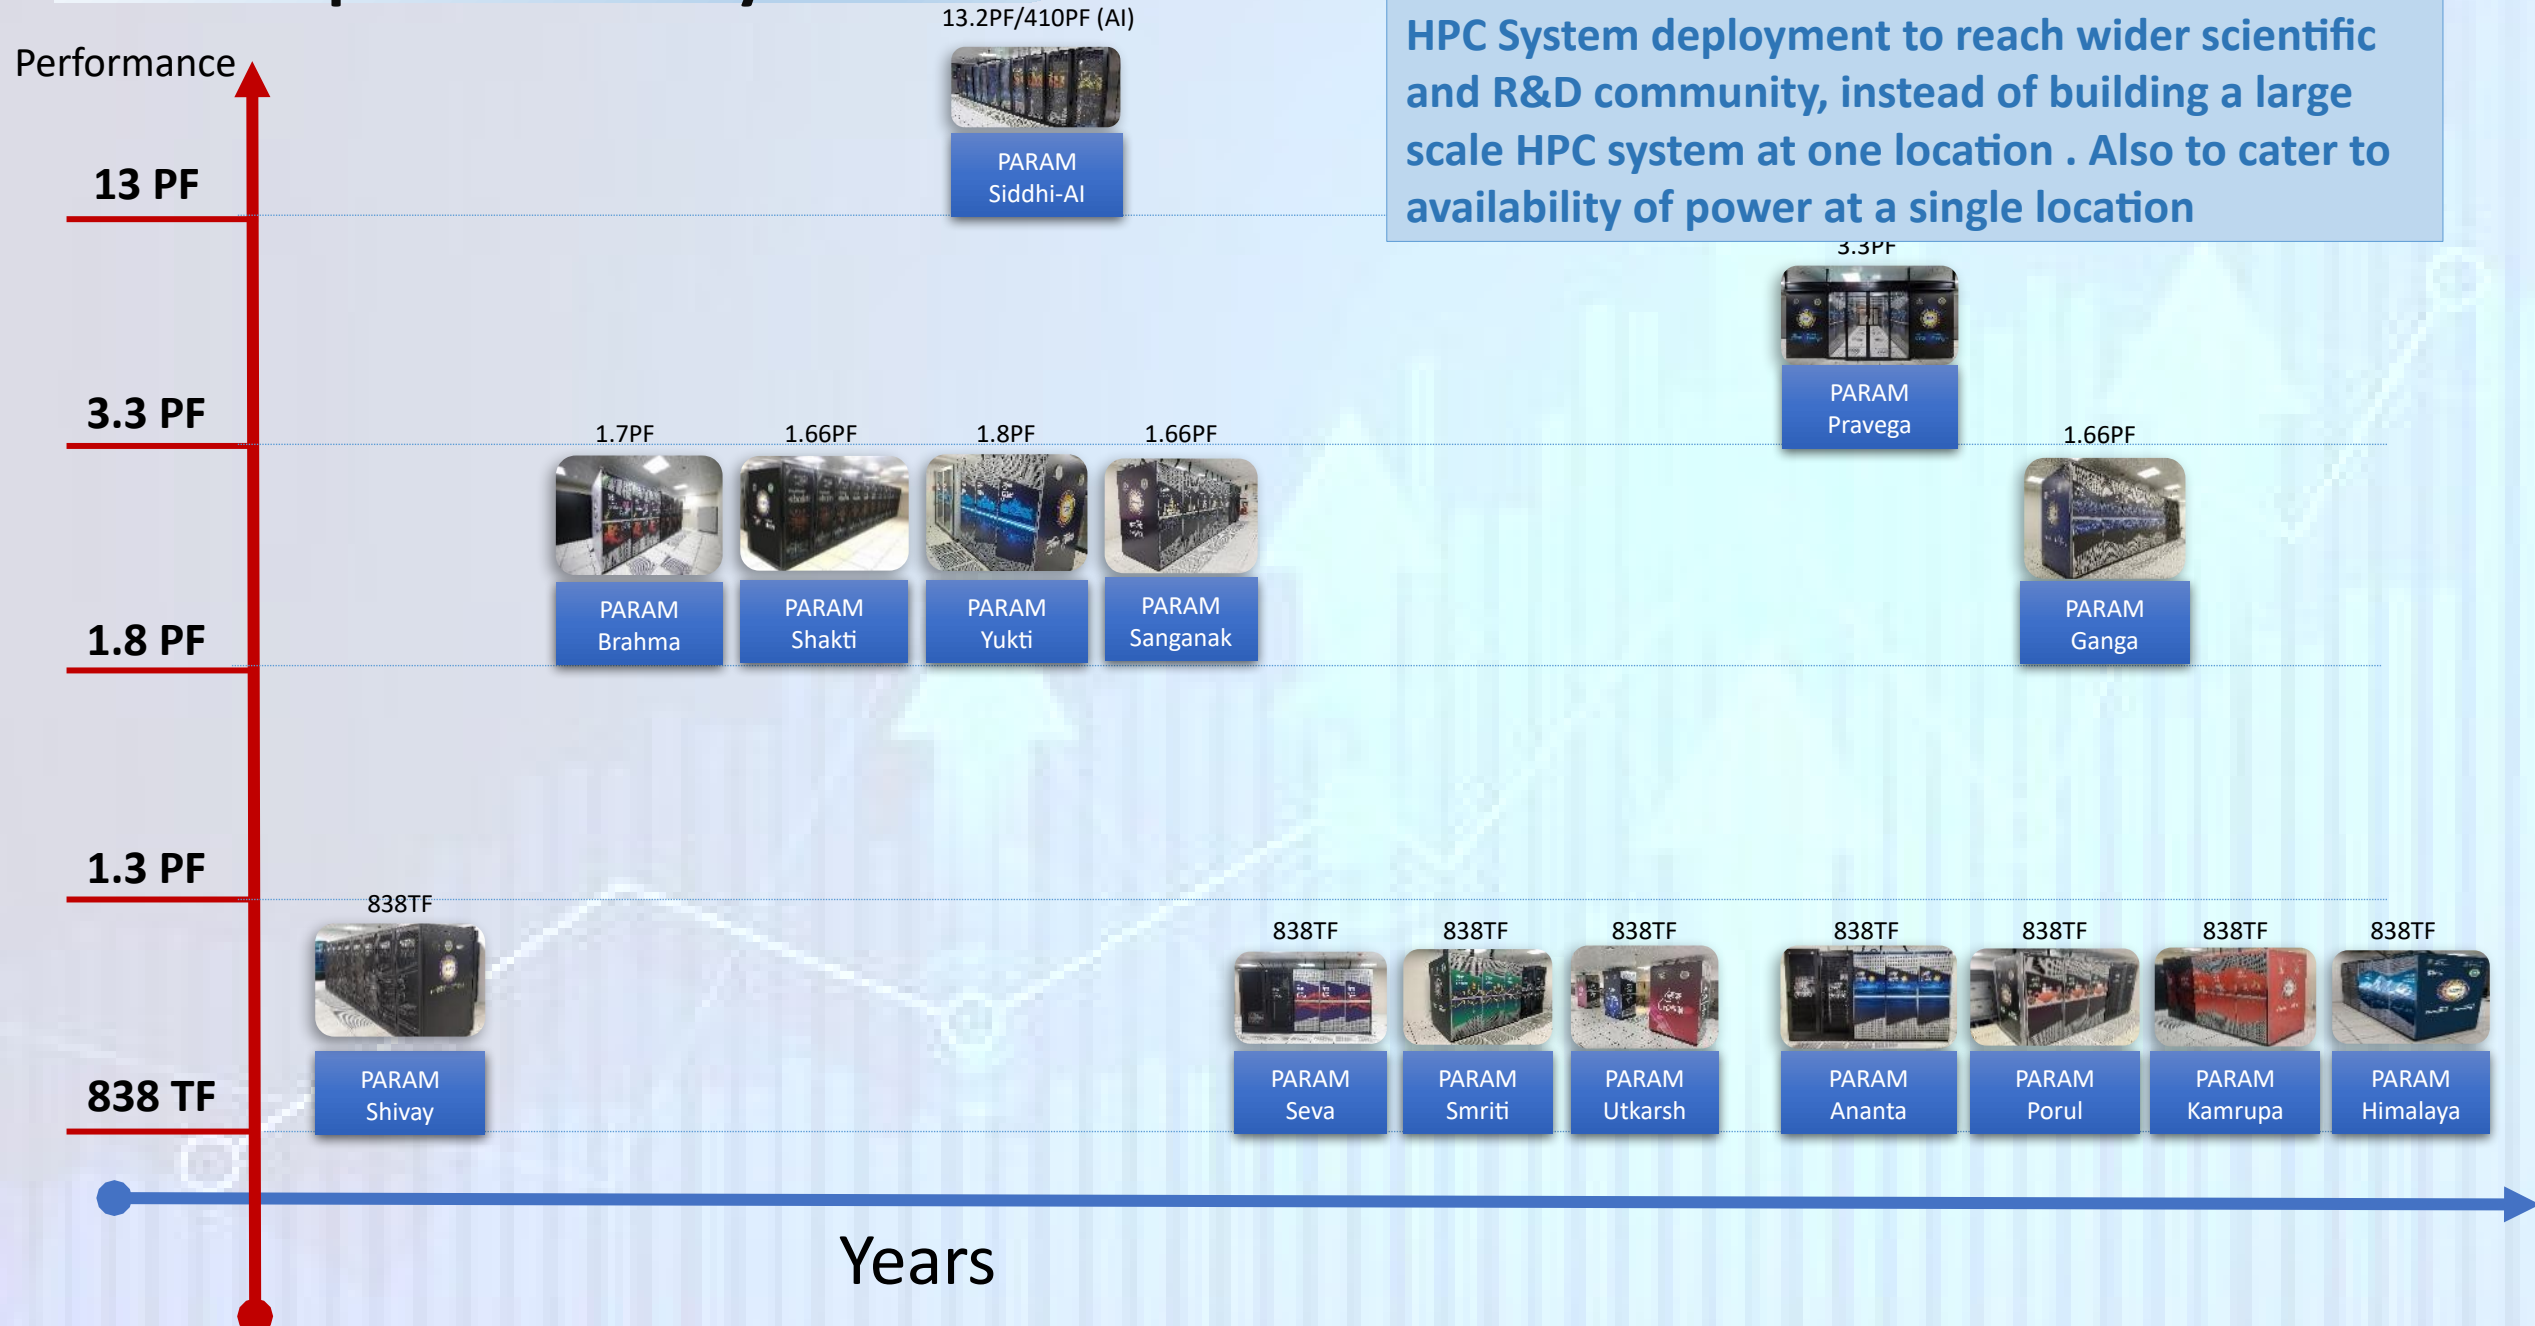 13.2PF/410PF (AI)
HPC System deployment to reach wider scientific
and R&D community, instead of building a large
scale HPC system at one location . Also to cater to
availability of power at a single location
Performance
13 PF
PARAM
Siddhi-AI
3.3PF
PARAM
Pravega
3.3 PF
1.7PF
1.66PF
1.8PF
1.66PF
1.66PF
PARAM
Brahma
PARAM
Shakti
PARAM
Yukti
PARAM
Sanganak
PARAM
Ganga
1.8 PF
1.3 PF
838TF
838TF
838TF
838TF
838TF
838TF
838TF
838TF
PARAM
Shivay
PARAM
Seva
PARAM
Smriti
PARAM
Utkarsh
PARAM
Ananta
PARAM
Porul
PARAM
Kamrupa
PARAM
Himalaya
838 TF
Years